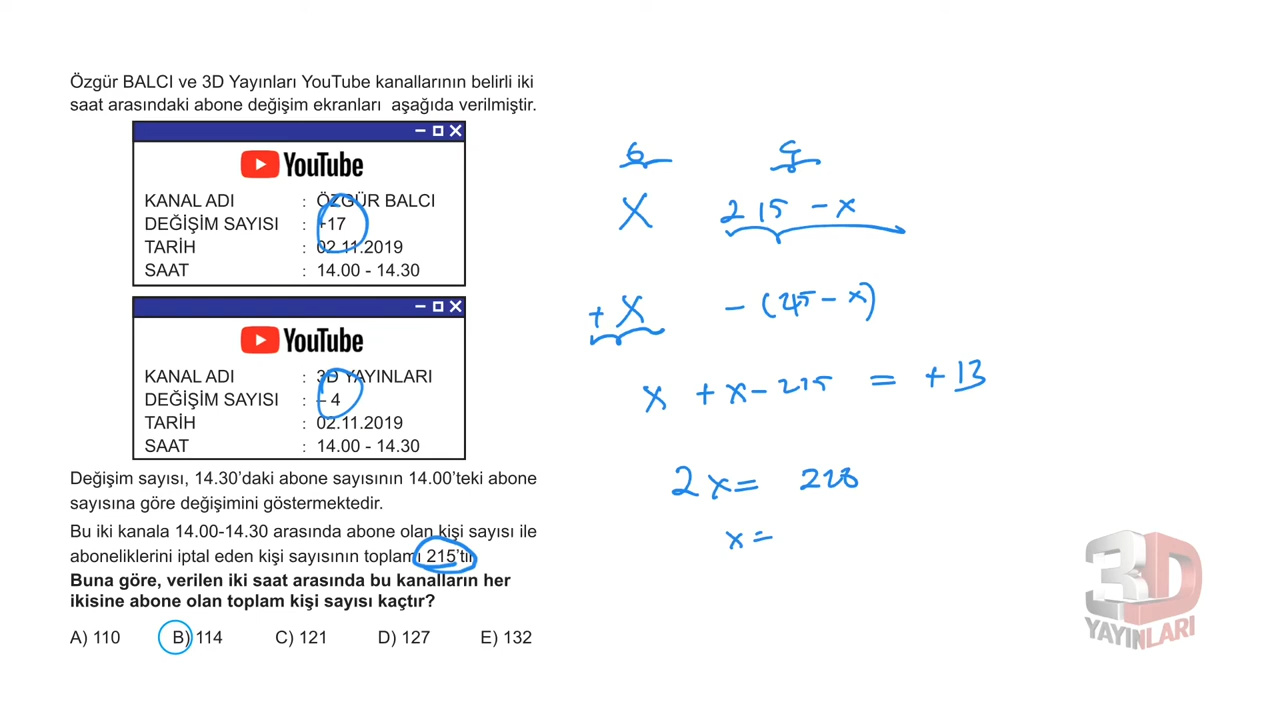 Özgür BALCI ve 3D Yayınları YouTube kanallarının belirli iki
saat arasındaki abone değişim ekranları aşağıda verilmiştir.
YouTube
KANAL ADI : ÖZGÜR BALCI
DEĞİŞİM SAYISI : +17
TARİH : 02.11.2019
SAAT : 14.00 - 14.30
YouTube
KANAL ADI : 3D YAYINLARI
DEĞİŞİM SAYISI : – 4
TARİH : 02.11.2019
SAAT : 14.00 - 14.30
Değişim sayısı, 14.30'daki abone sayısının 14.00'teki abone
sayısına göre değişimini göstermektedir.
Bu iki kanala 14.00-14.30 arasında abone olan kişi sayısı ile
aboneliklerini iptal eden kişi sayısının toplamı 215'tir.
Buna göre, verilen iki saat arasında bu kanalların her
ikisine abone olan toplam kişi sayısı kaçtır?
A) 110 B) 114 C) 121 D) 127 E) 132
X 215 - x
+ X - (215 - x)
x + x - 215 = + 13
2x = 228
x =
3D
YAYINLARI